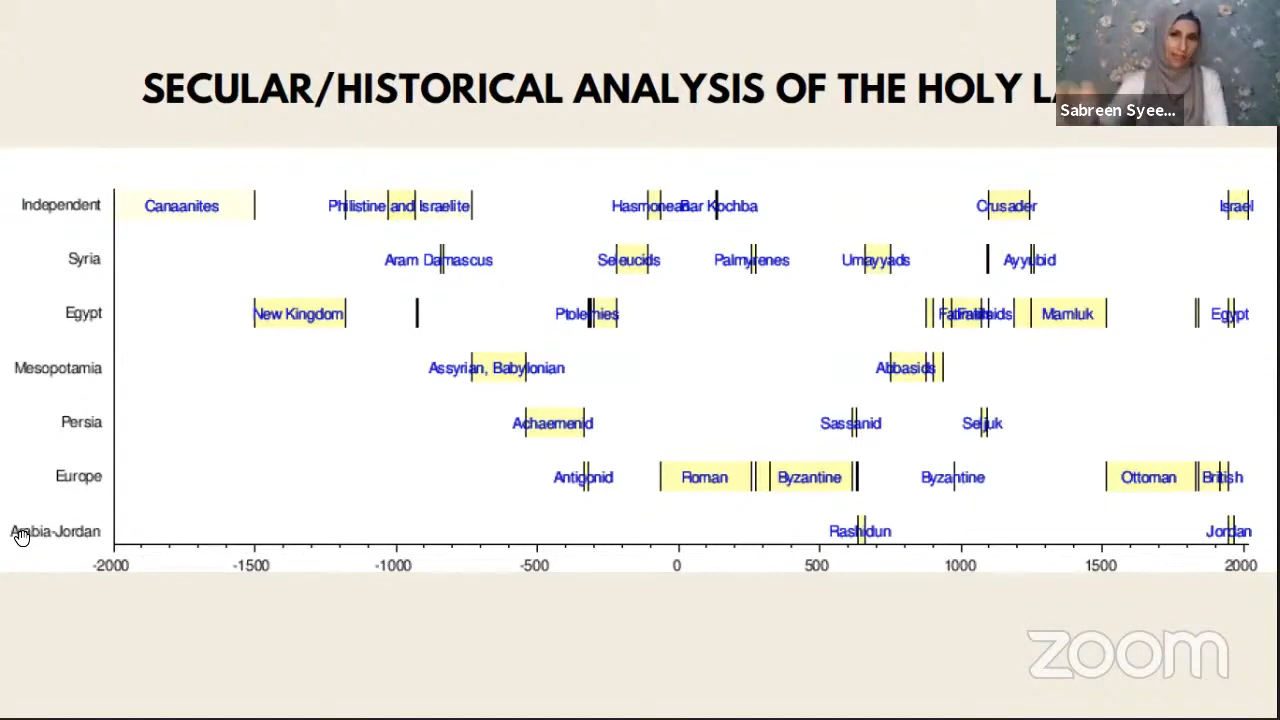 SECULAR/HISTORICAL ANALYSIS OF THE HOLY
Sabreen Syee...
Independent Canaanites Philistine and Israelite Hasmonean Bar Kochba Crusader Israel
Syria Aram Damascus Seleucids Palmyrenes Umayyads Ayyubid
Egypt New Kingdom Ptolemies Fatimids Mamluk Egypt
Mesopotamia Assyrian, Babylonian Abbasids
Persia Achaemenid Sassanid Seljuk
Europe Antigonid Roman Byzantine Byzantine Ottoman British
Arabia-Jordan Rashidun Jordan
-2000 -1500 -1000 -500 0 500 1000 1500 2000
zoom